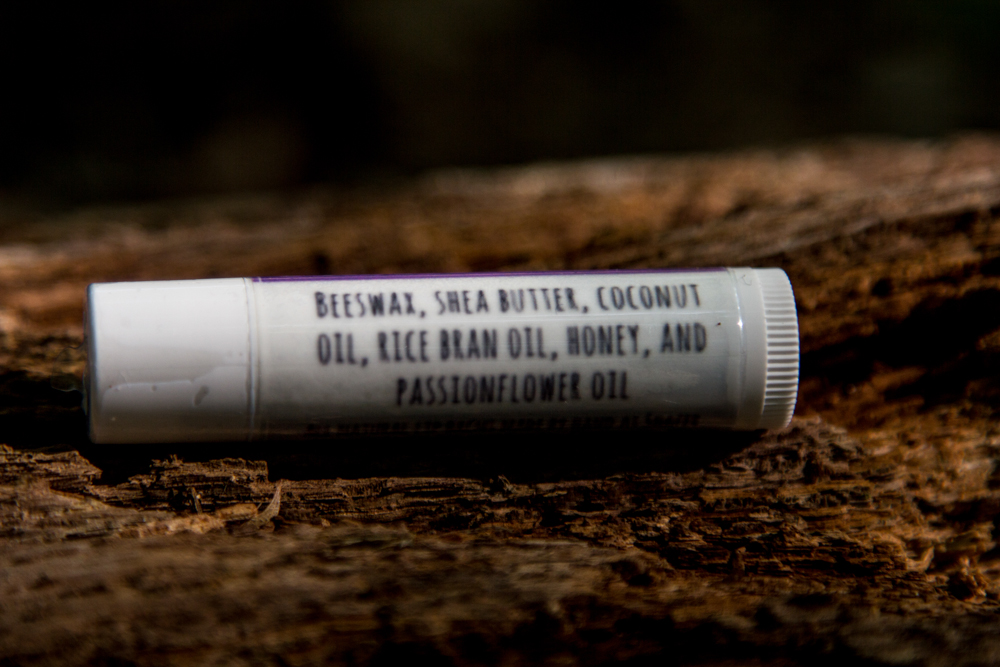 Beeswax, shea butter, coconut
oil, rice bran oil, honey, and
passionflower oil